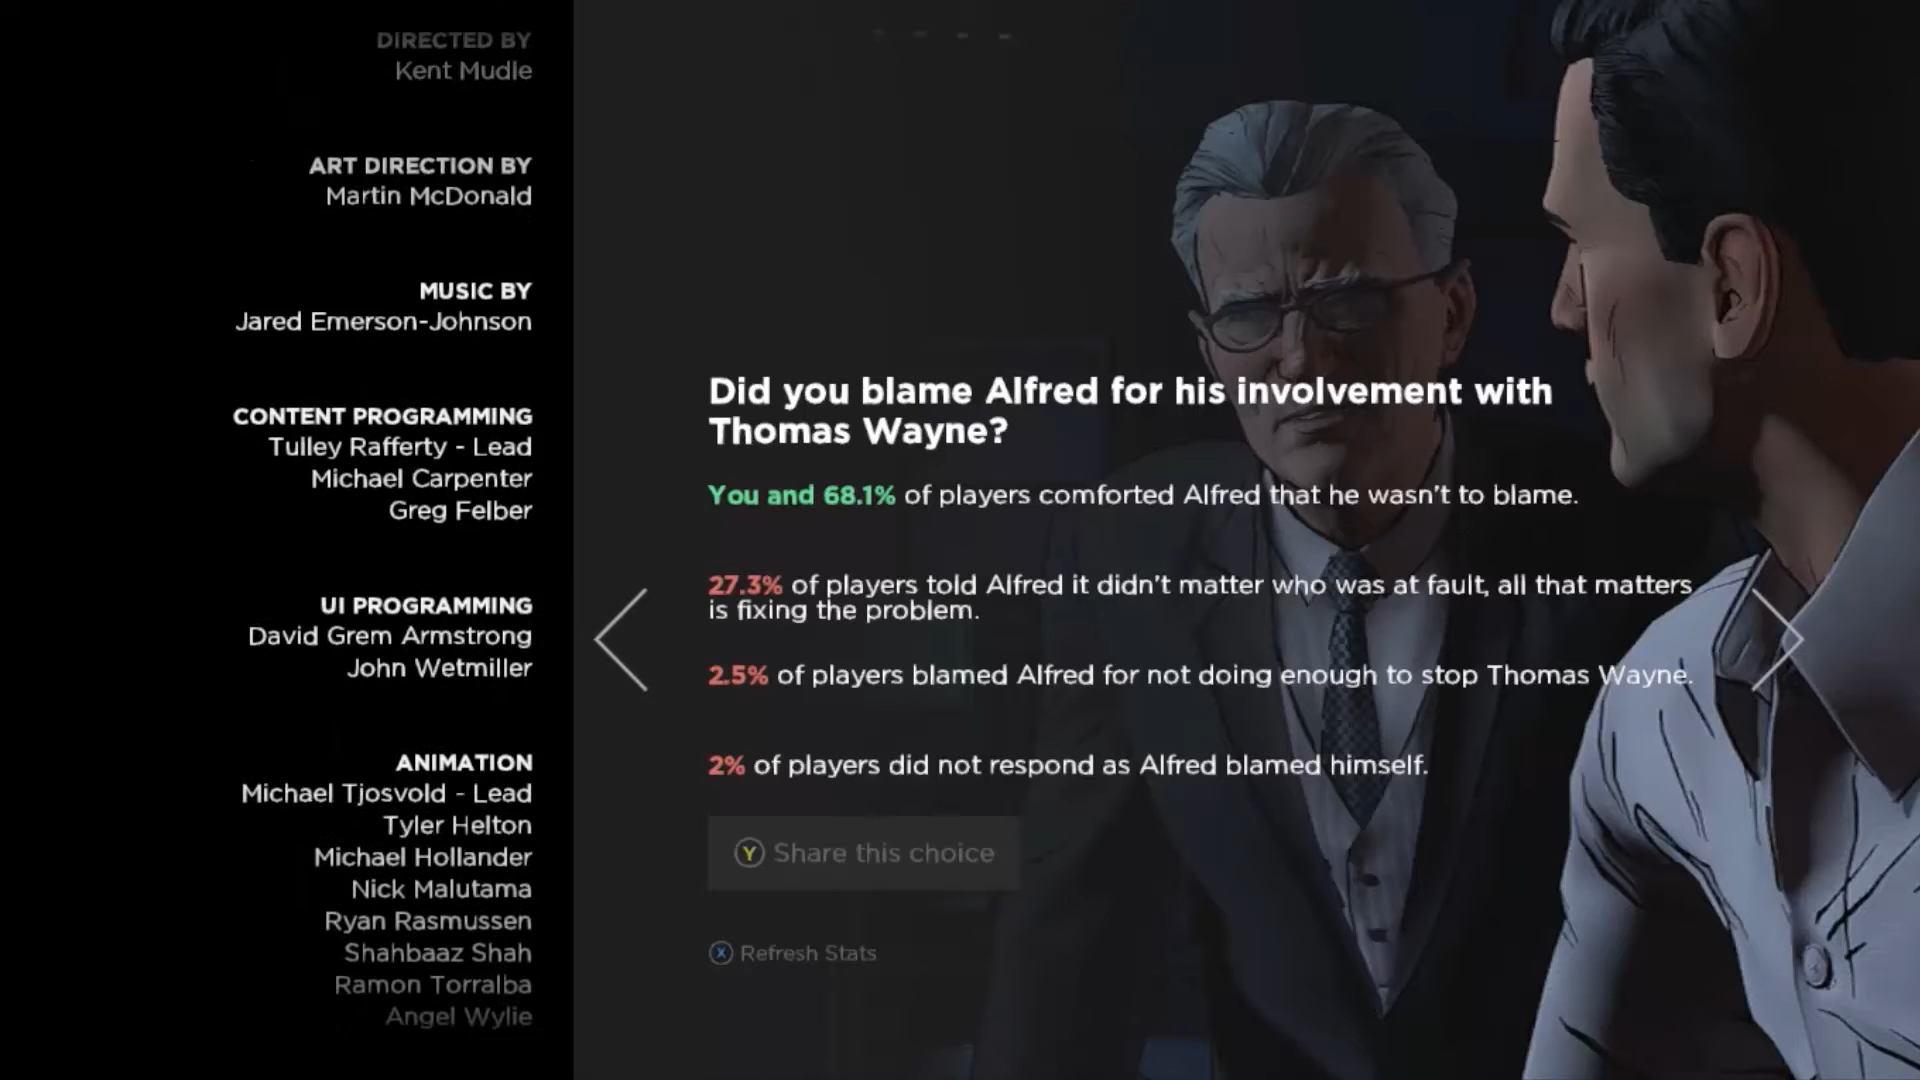 DIRECTED BY
Kent Mudle
ART DIRECTION BY
Martin McDonald
MUSIC BY
Jared Emerson-Johnson
CONTENT PROGRAMMING
Tulley Rafferty - Lead
Michael Carpenter
Greg Felber
UI PROGRAMMING
David Grem Armstrong
John Wetmiller
ANIMATION
Michael Tjosvold - Lead
Tyler Helton
Michael Hollander
Nick Malutama
Ryan Rasmussen
Shahbaaz Shah
Ramon Torralba
Angel Wylie
Did you blame Alfred for his involvement with
Thomas Wayne?
You and 68.1% of players comforted Alfred that he wasn't to blame.
27.3% of players told Alfred it didn't matter who was at fault, all that matters
is fixing the problem.
2.5% of players blamed Alfred for not doing enough to stop Thomas Wayne.
2% of players did not respond as Alfred blamed himself.
Y Share this choice
X Refresh Stats